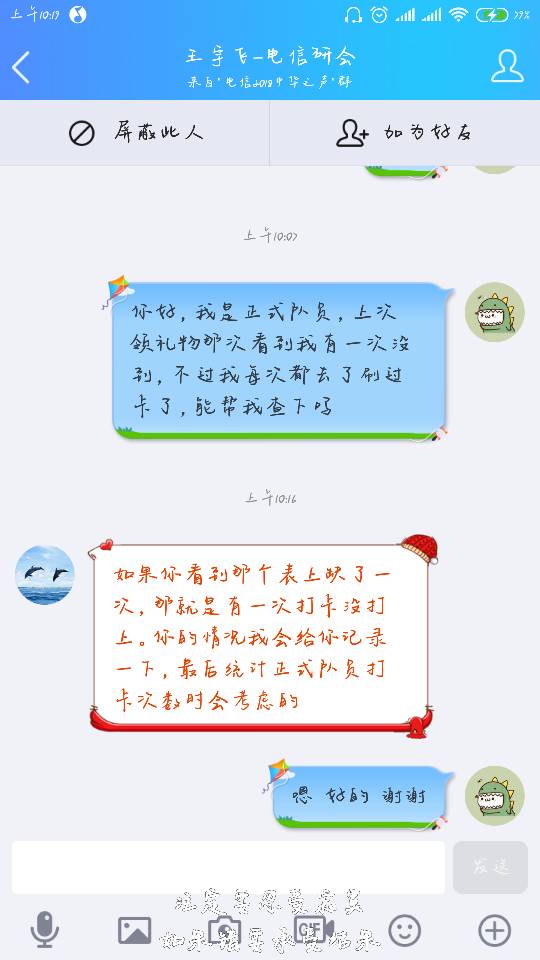 上午10:19
79%
王宇飞-电信研会
来自"电信2018中华之声"群
屏蔽此人
加为好友
上午10:07
你好,我是正式队员,上次
领礼物那次看到我有一次没
到,不过我每次都去了刷过
卡了,能帮我查下吗
上午10:16
如果你看到那个表上缺了一
次,那就是有一次打卡没打
上。你的情况我会给你记录
一下,最后统计正式队员打
卡次数时会考虑的
嗯 好的 谢谢
发送
GIF